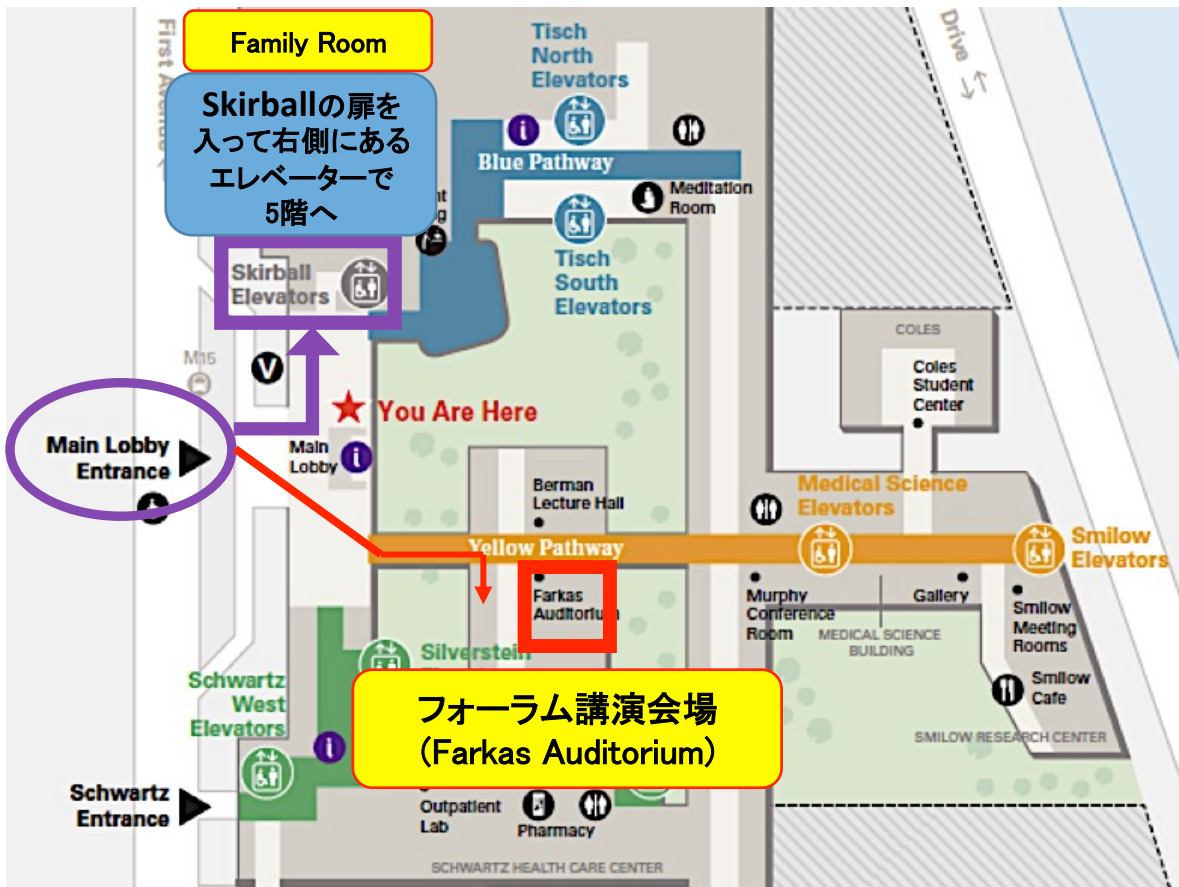 Family Room
Skirballの扉を
入って右側にある
エレベーターで
5階へ
First Avenue
Tisch
North
Elevators
Drive
i
Blue Pathway
Meditation
Room
Tisch
South
Elevators
Skirball
Elevators
M15
V
You Are Here
Main Lobby
Entrance
Main
Lobby
i
COLES
Coles
Student
Center
Berman
Lecture Hall
Medical Science
Elevators
Yellow Pathway
Smilow
Elevators
Farkas
Auditorium
Murphy
Conference
Room
Gallery
Smilow
Meeting
Rooms
MEDICAL SCIENCE
BUILDING
Silverstein
Schwartz
West
Elevators
i
フォーラム講演会場
(Farkas Auditorium)
Smilow
Cafe
SMILOW RESEARCH CENTER
Schwartz
Entrance
Outpatient
Lab
Pharmacy
SCHWARTZ HEALTH CARE CENTER